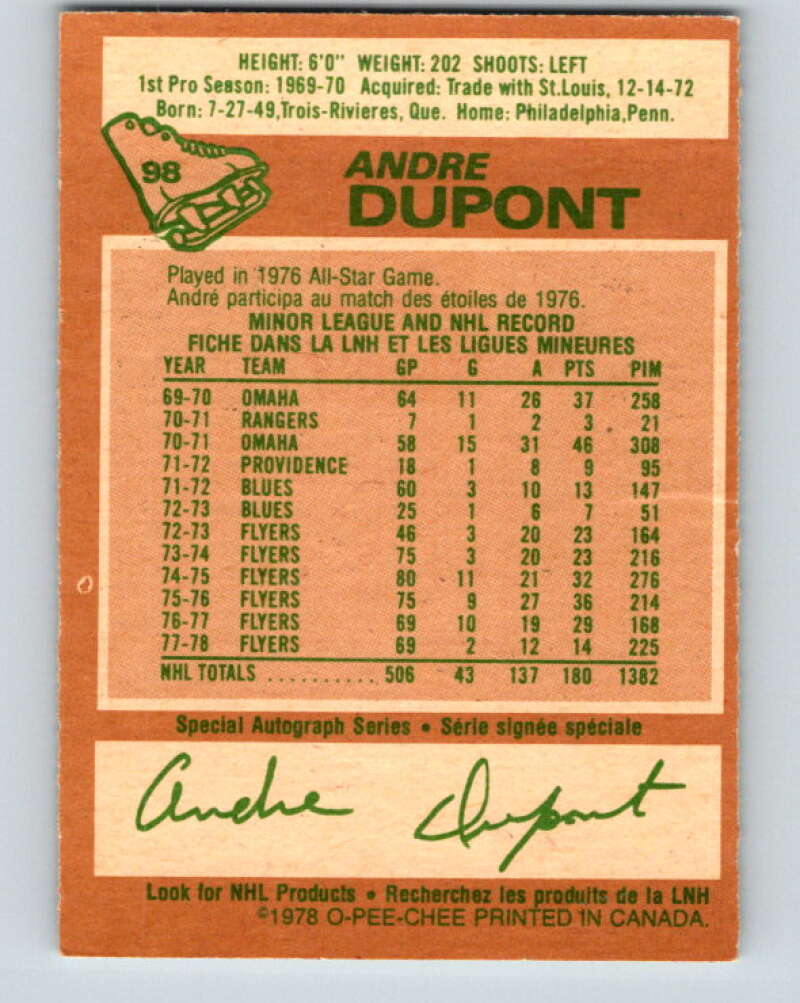 HEIGHT: 6'0" WEIGHT: 202 SHOOTS: LEFT
1st Pro Season: 1969-70 Acquired: Trade with St.Louis, 12-14-72
Born: 7-27-49,Trois-Rivieres, Que. Home: Philadelphia,Penn.
98
ANDRE
DUPONT
Played in 1976 All-Star Game.
André participa au match des étoiles de 1976.
MINOR LEAGUE AND NHL RECORD
FICHE DANS LA LNH ET LES LIGUES MINEURES
YEAR TEAM GP G A PTS PIM
69-70 OMAHA 64 11 26 37 258
70-71 RANGERS 7 1 2 3 21
70-71 OMAHA 58 15 31 46 308
71-72 PROVIDENCE 18 1 8 9 95
71-72 BLUES 60 3 10 13 147
72-73 BLUES 25 1 6 7 51
72-73 FLYERS 46 3 20 23 164
73-74 FLYERS 75 3 20 23 216
74-75 FLYERS 80 11 21 32 276
75-76 FLYERS 75 9 27 36 214
76-77 FLYERS 69 10 19 29 168
77-78 FLYERS 69 2 12 14 225
NHL TOTALS .......... 506 43 137 180 1382
Special Autograph Series • Série signée spéciale
Andre Dupont
Look for NHL Products • Recherchez les produits de la LNH
©1978 O-PEE-CHEE PRINTED IN CANADA.